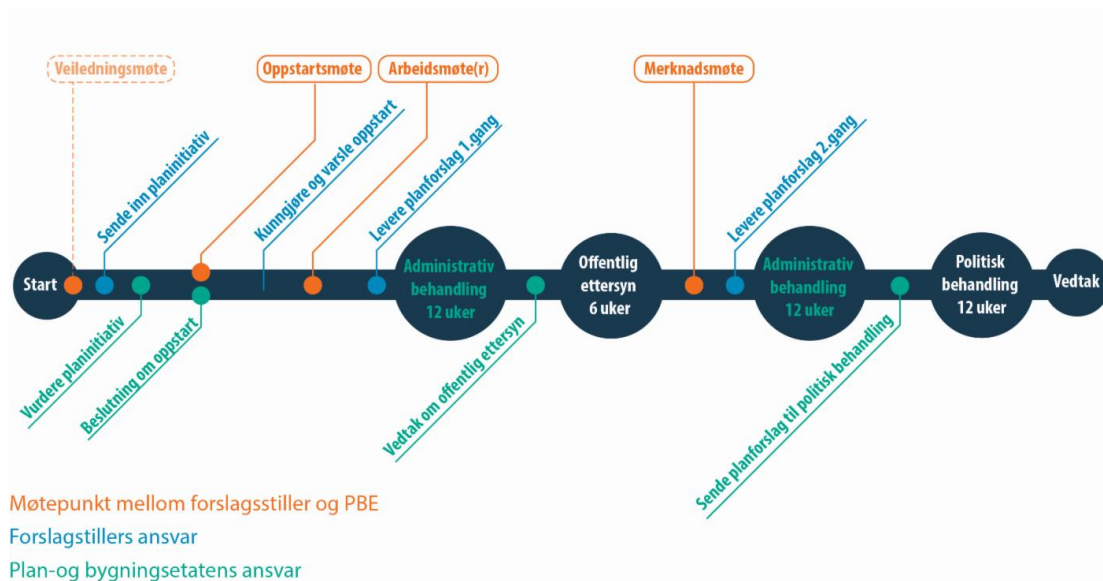 Veiledningsmøte
Oppstartsmøte
Arbeidsmøte(r)
Merknadsmøte
Sende inn planinitiativ
Kunngjøre og varsle oppstart
Levere planforslag 1.gang
Levere planforslag 2.gang
Start
Administrativ
behandling
12 uker
Offentlig
ettersyn
6 uker
Administrativ
behandling
12 uker
Politisk
behandling
12 uker
Vedtak
Vurdere planinitiativ
Beslutning om oppstart
Vedtak om offentlig ettersyn
Sende planforslag til politisk behandling
Møtepunkt mellom forslagsstiller og PBE
Forslagstillers ansvar
Plan-og bygningsetatens ansvar